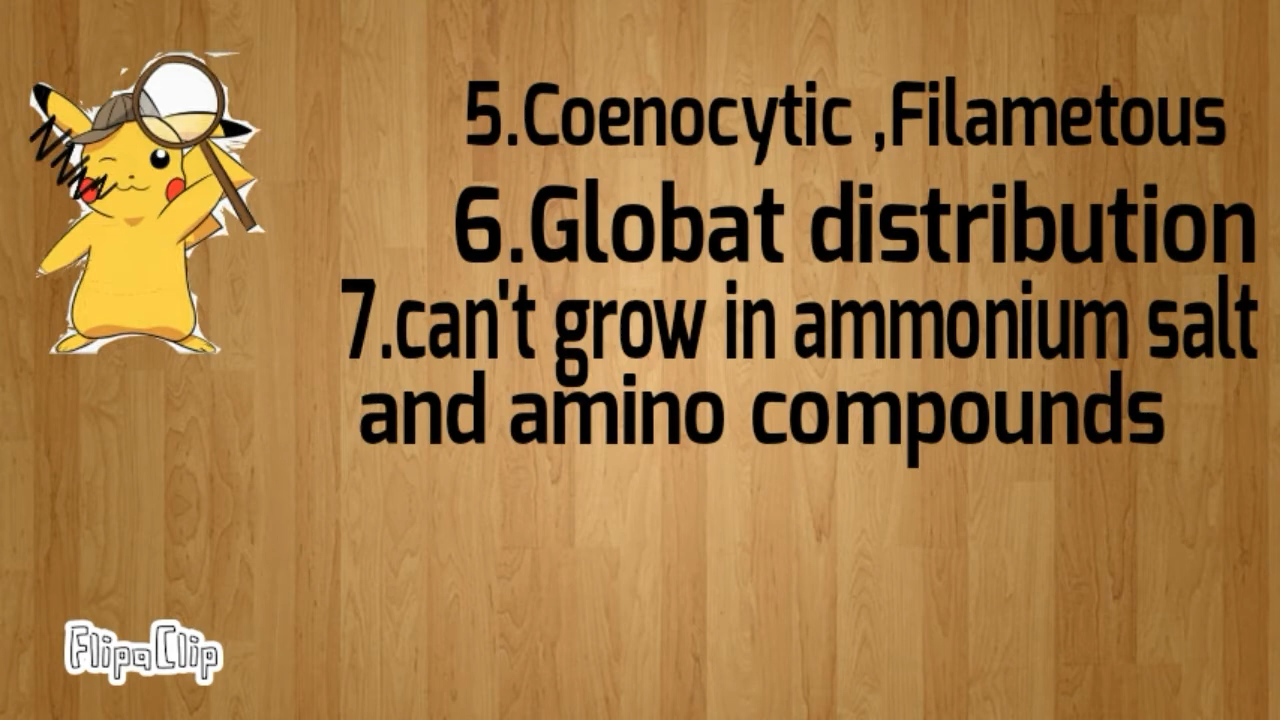 5.Coenocytic ,Filametous
6.Globat distribution
7.can't grow in ammonium salt
and amino compounds
FlipaClip